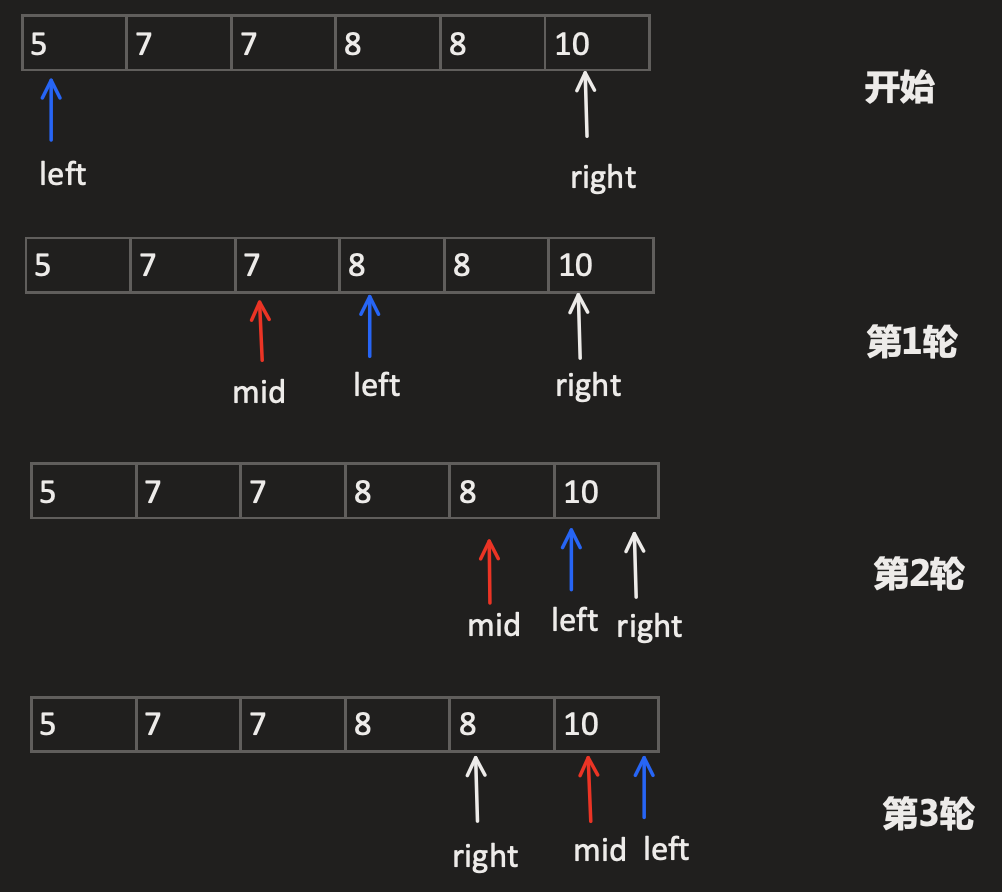 5 7 7 8 8 10
开始
left right
5 7 7 8 8 10
第1轮
mid left right
5 7 7 8 8 10
第2轮
mid left right
5 7 7 8 8 10
第3轮
right mid left